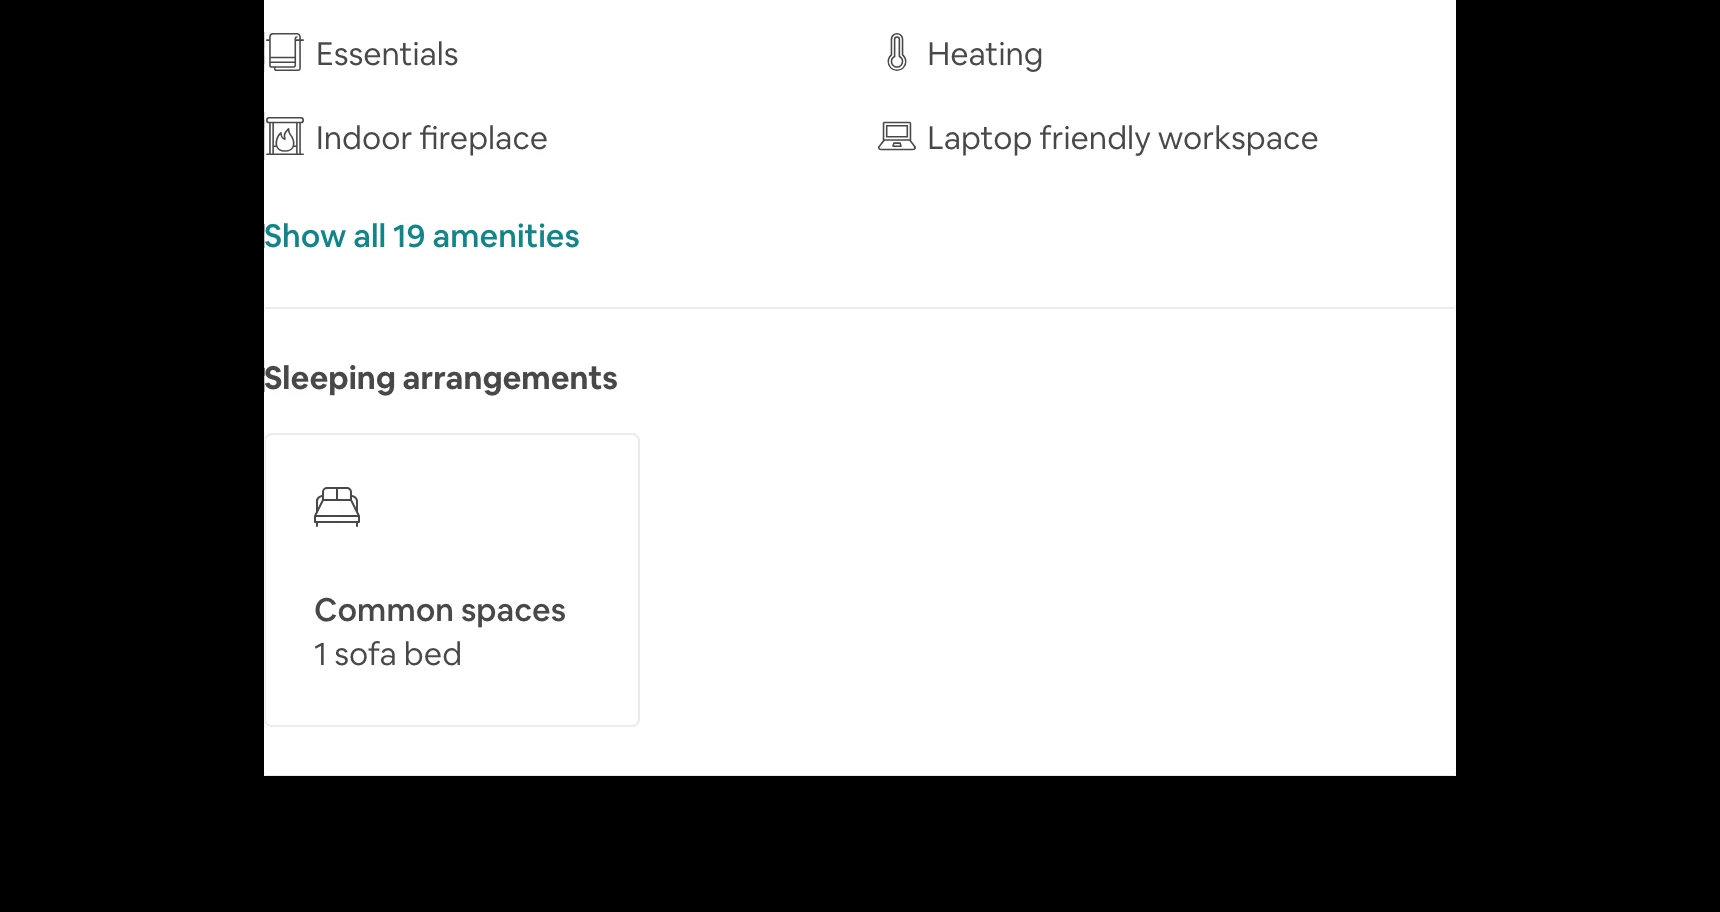 Essentials
Heating
Indoor fireplace
Laptop friendly workspace
Show all 19 amenities
Sleeping arrangements
Common spaces
1 sofa bed